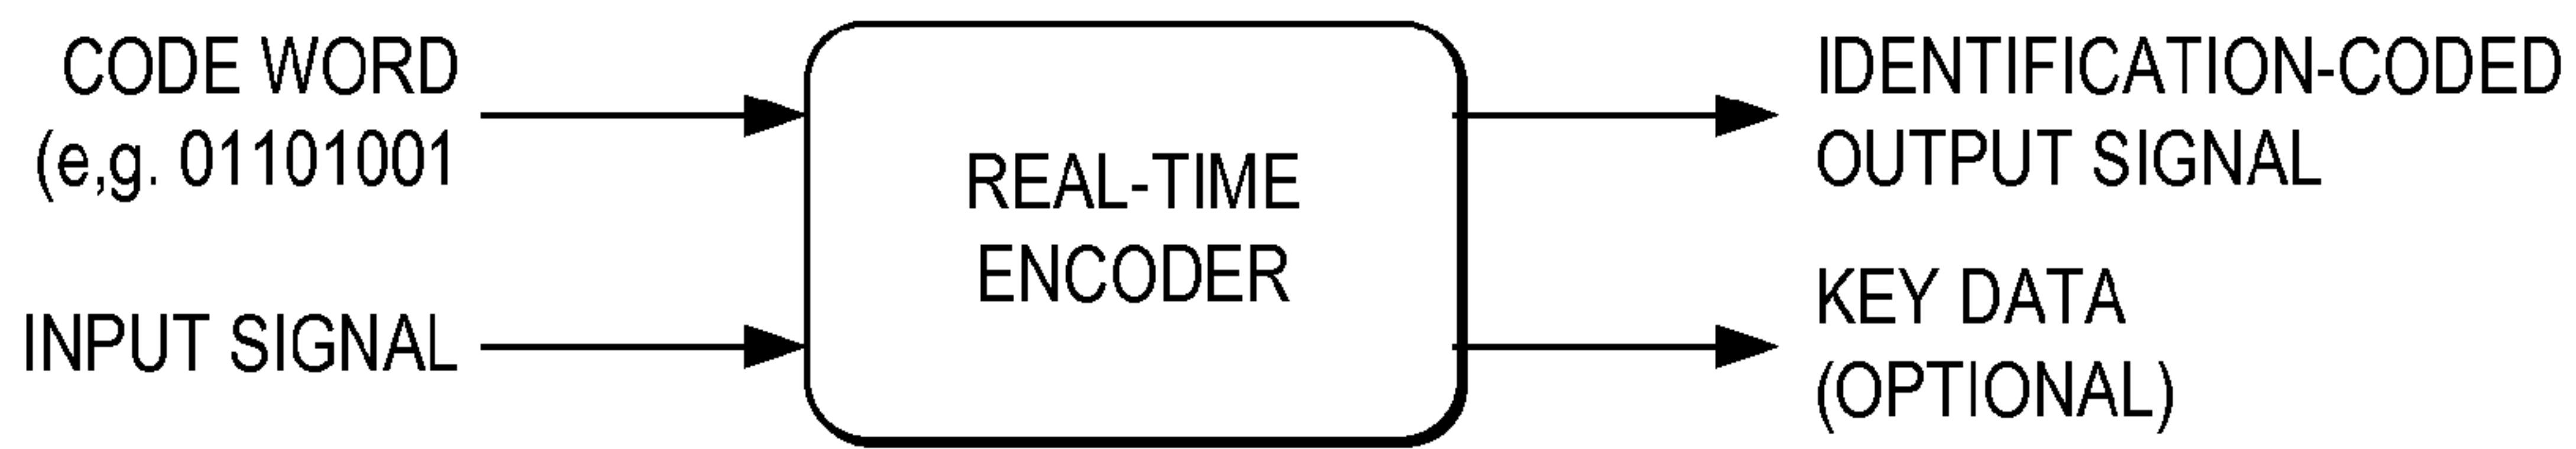 CODE WORD
(e,g. 01101001
INPUT SIGNAL
REAL-TIME
ENCODER
IDENTIFICATION-CODED
OUTPUT SIGNAL
KEY DATA
(OPTIONAL)